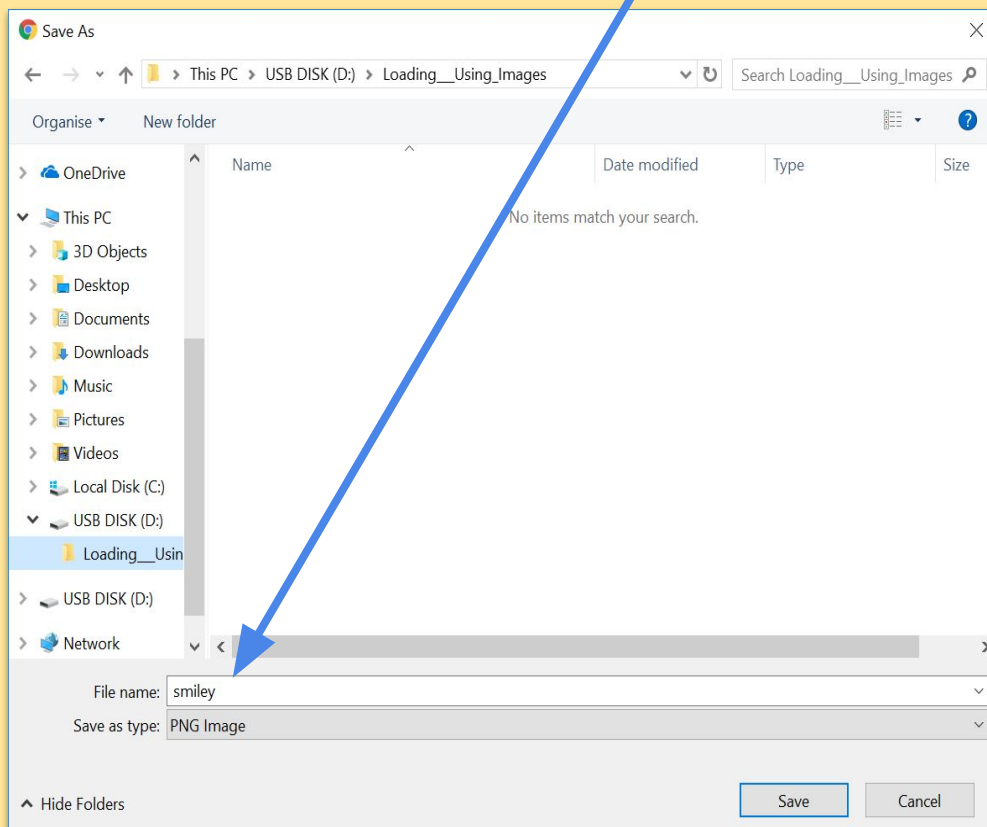 Save As
This PC > USB DISK (D:) > Loading__Using_Images
Search Loading__Using_Images
Organise
New folder
Name
Date modified
Type
Size
No items match your search.
OneDrive
This PC
3D Objects
Desktop
Documents
Downloads
Music
Pictures
Videos
Local Disk (C:)
USB DISK (D:)
Loading__Usin
USB DISK (D:)
Network
File name: smiley
Save as type: PNG Image
Hide Folders
Save
Cancel